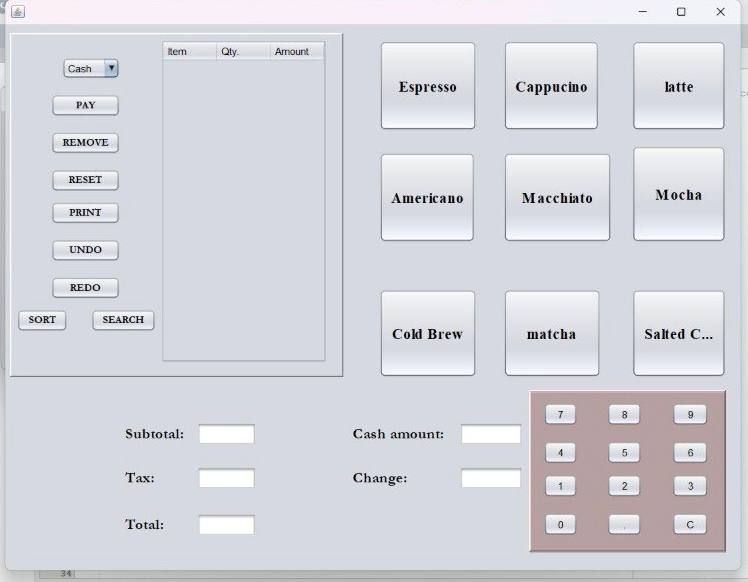 Cash
PAY
REMOVE
RESET
PRINT
UNDO
REDO
SORT SEARCH
Item Qty. Amount
Espresso Cappucino latte
Americano Macchiato Mocha
Cold Brew matcha Salted C...
Subtotal:
Tax:
Total:
Cash amount:
Change:
7 8 9
4 5 6
1 2 3
0 . C
34